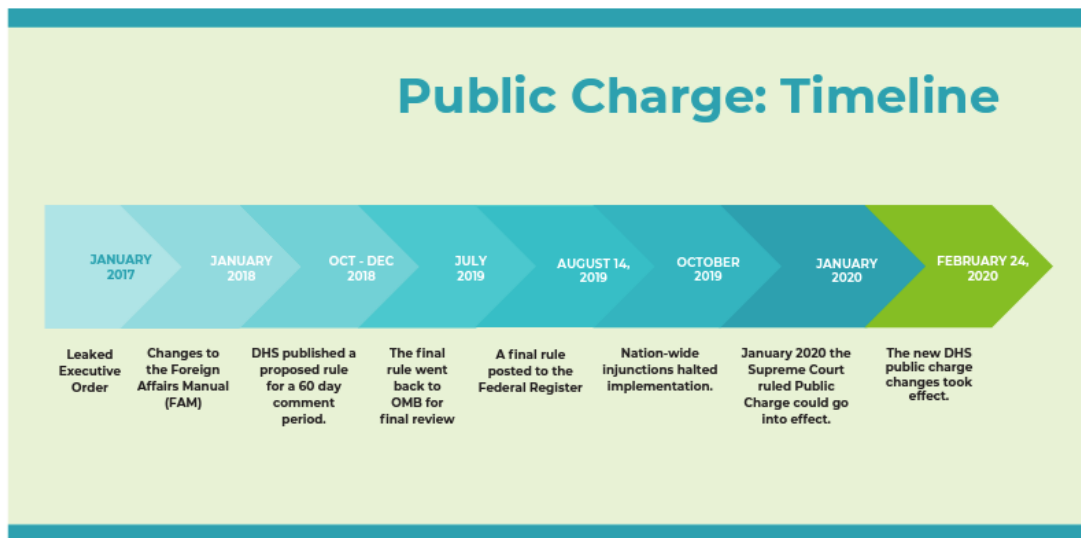 Public Charge: Timeline
JANUARY
2017
JANUARY
2018
OCT - DEC
2018
JULY
2019
AUGUST 14,
2019
OCTOBER
2019
JANUARY
2020
FEBRUARY 24,
2020
Leaked
Executive
Order
Changes to
the Foreign
Affairs Manual
(FAM)
DHS published a
proposed rule
for a 60 day
comment
period.
The final
rule went
back to
OMB for
final review
A final rule
posted to the
Federal Register
Nation-wide
injunctions halted
implementation.
January 2020 the
Supreme Court
ruled Public
Charge could go
into effect.
The new DHS
public charge
changes took
effect.